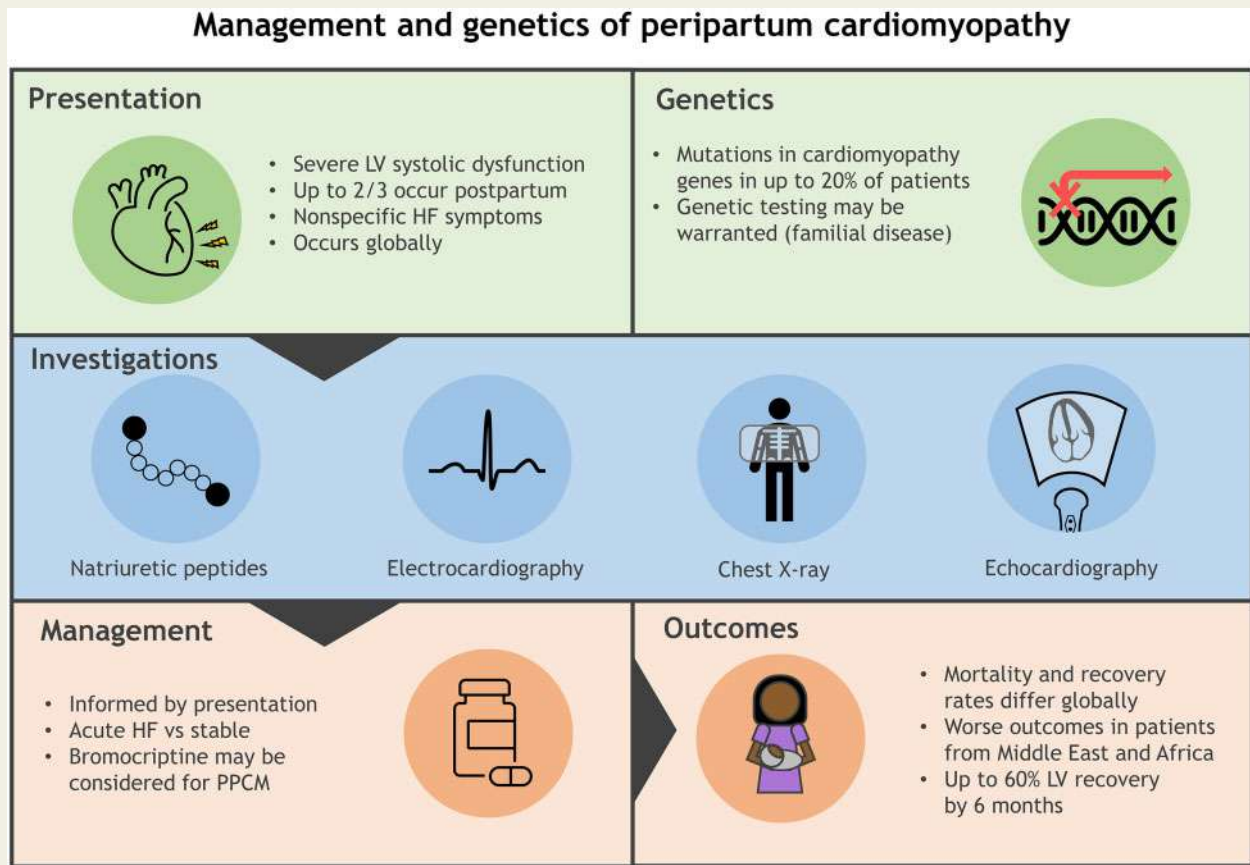 Management and genetics of peripartum cardiomyopathy
Presentation
• Severe LV systolic dysfunction
• Up to 2/3 occur postpartum
• Nonspecific HF symptoms
• Occurs globally
Genetics
• Mutations in cardiomyopathy
genes in up to 20% of patients
• Genetic testing may be
warranted (familial disease)
Investigations
Natriuretic peptides
Electrocardiography
Chest X-ray
Echocardiography
Management
• Informed by presentation
• Acute HF vs stable
• Bromocriptine may be
considered for PPCM
Outcomes
• Mortality and recovery
rates differ globally
• Worse outcomes in patients
from Middle East and Africa
• Up to 60% LV recovery
by 6 months